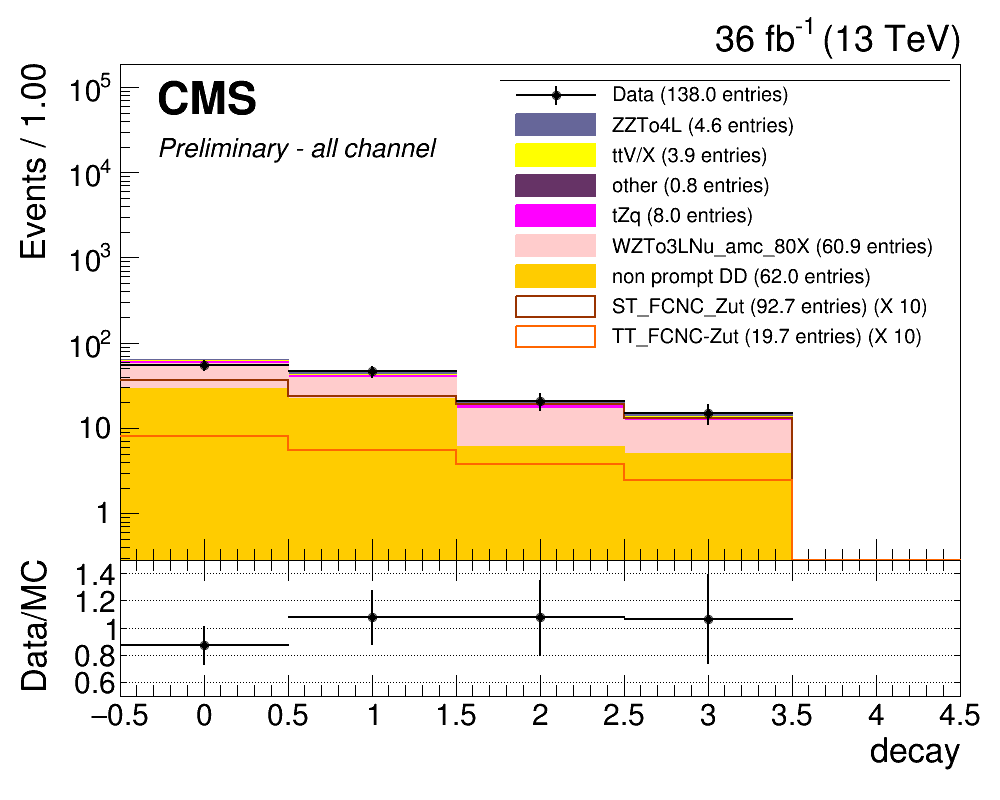 36 fb-1 (13 TeV)
Events / 1.00
10^5
10^4
10^3
10^2
10
1
CMS
Preliminary - all channel
Data (138.0 entries)
ZZTo4L (4.6 entries)
ttV/X (3.9 entries)
other (0.8 entries)
tZq (8.0 entries)
WZTo3LNu_amc_80X (60.9 entries)
non prompt DD (62.0 entries)
ST_FCNC_Zut (92.7 entries) (X 10)
TT_FCNC-Zut (19.7 entries) (X 10)
Data/MC
1.4
1.2
1
0.8
0.6
−0.5 0 0.5 1 1.5 2 2.5 3 3.5 4 4.5
decay